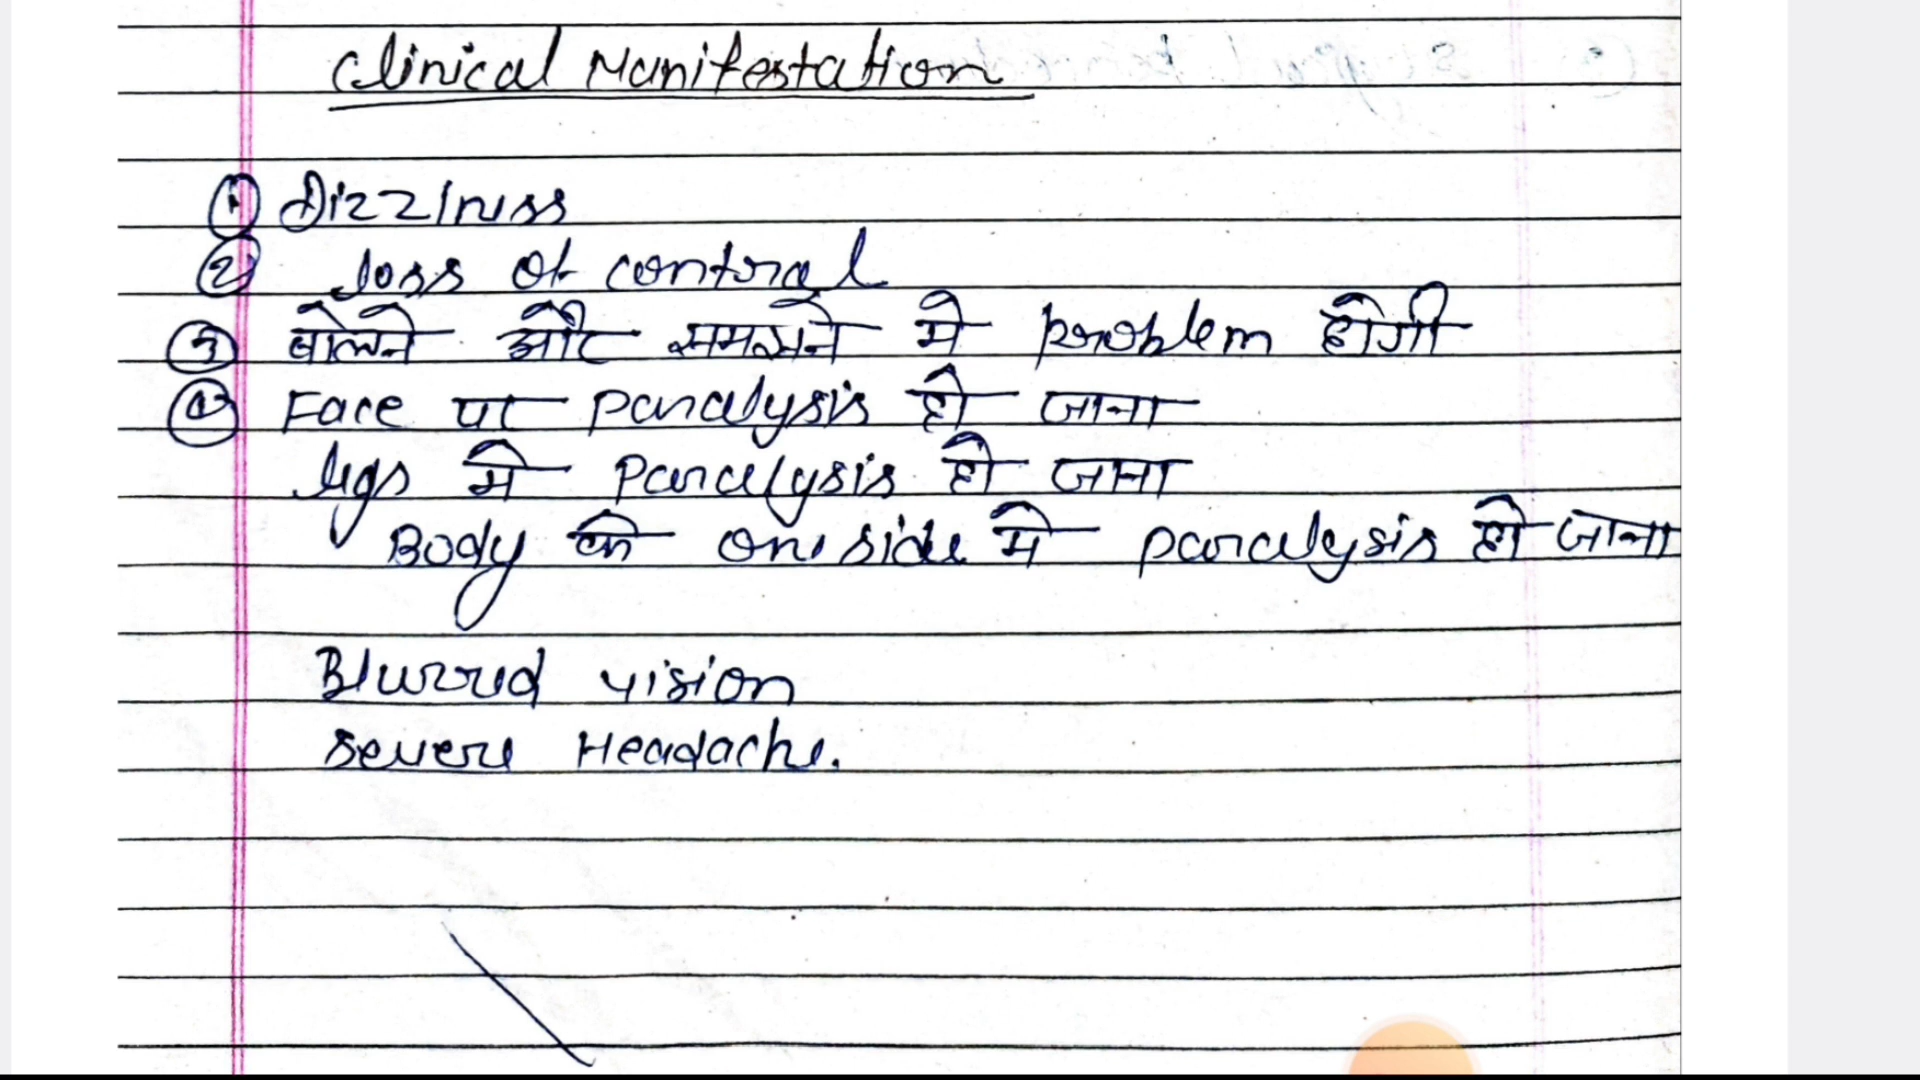 Clinical Manifestation
① Dizziness
② loss of control
③ बोलने और समझने मे problem होगी
④ Face पर paralysis हो जाना
legs मे paralysis हो जाना
Body के one side मे paralysis हो जाना
Blurred vision
severe Headache.